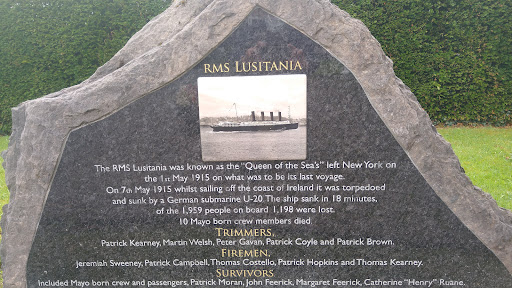 RMS LUSITANIA
The RMS Lusitania was known as the "Queen of the Sea's" left New York on
the 1st May 1915 on what was to be its last voyage.
On 7th May 1915 whilst sailing off the coast of Ireland it was torpedoed
and sunk by a German submarine U-20. The ship sank in 18 minutes,
of the 1,959 people on board 1,198 were lost.
10 Mayo born crew members died.
TRIMMERS,
Patrick Kearney, Martin Welsh, Peter Gavan, Patrick Coyle and Patrick Brown.
FIREMEN,
Jeremiah Sweeney, Patrick Campbell, Thomas Costello, Patrick Hopkins and Thomas Kearney.
SURVIVORS
Included Mayo born crew and passengers, Patrick Moran, John Feerick, Margaret Feerick, Catherine "Henry" Ruane.